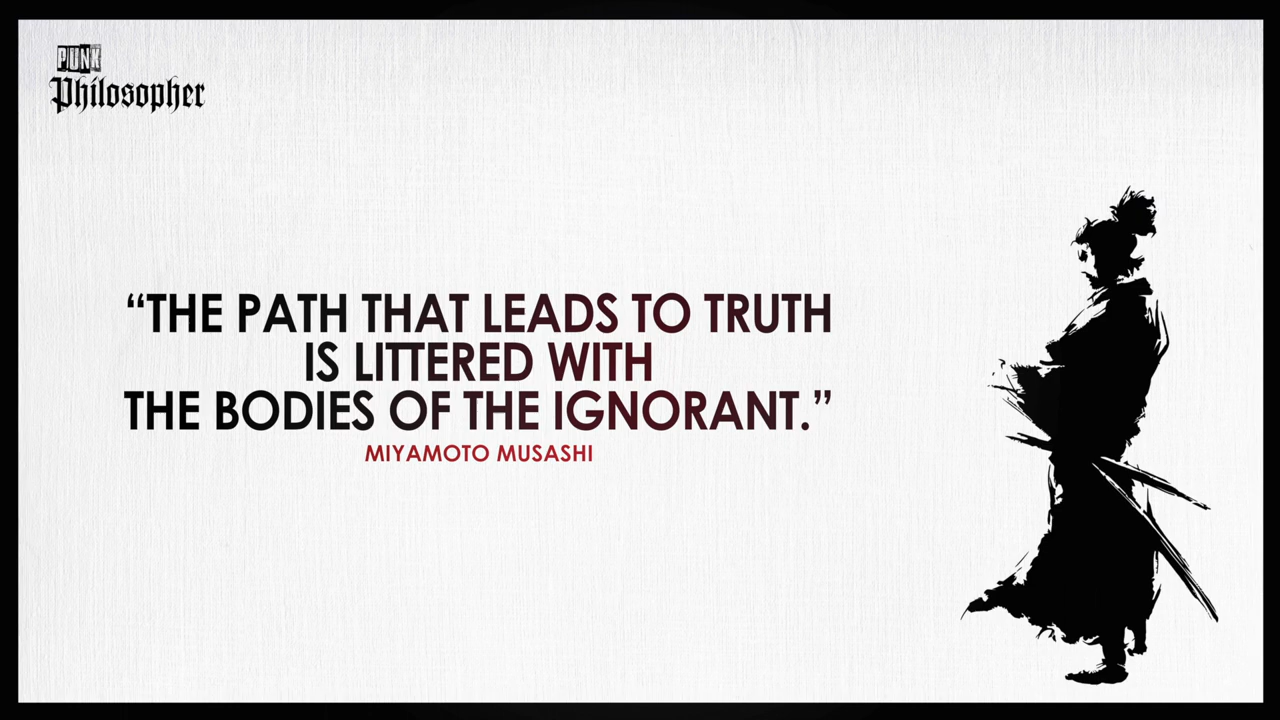 PUNK
Philosopher
“THE PATH THAT LEADS TO TRUTH
IS LITTERED WITH
THE BODIES OF THE IGNORANT.”
MIYAMOTO MUSASHI